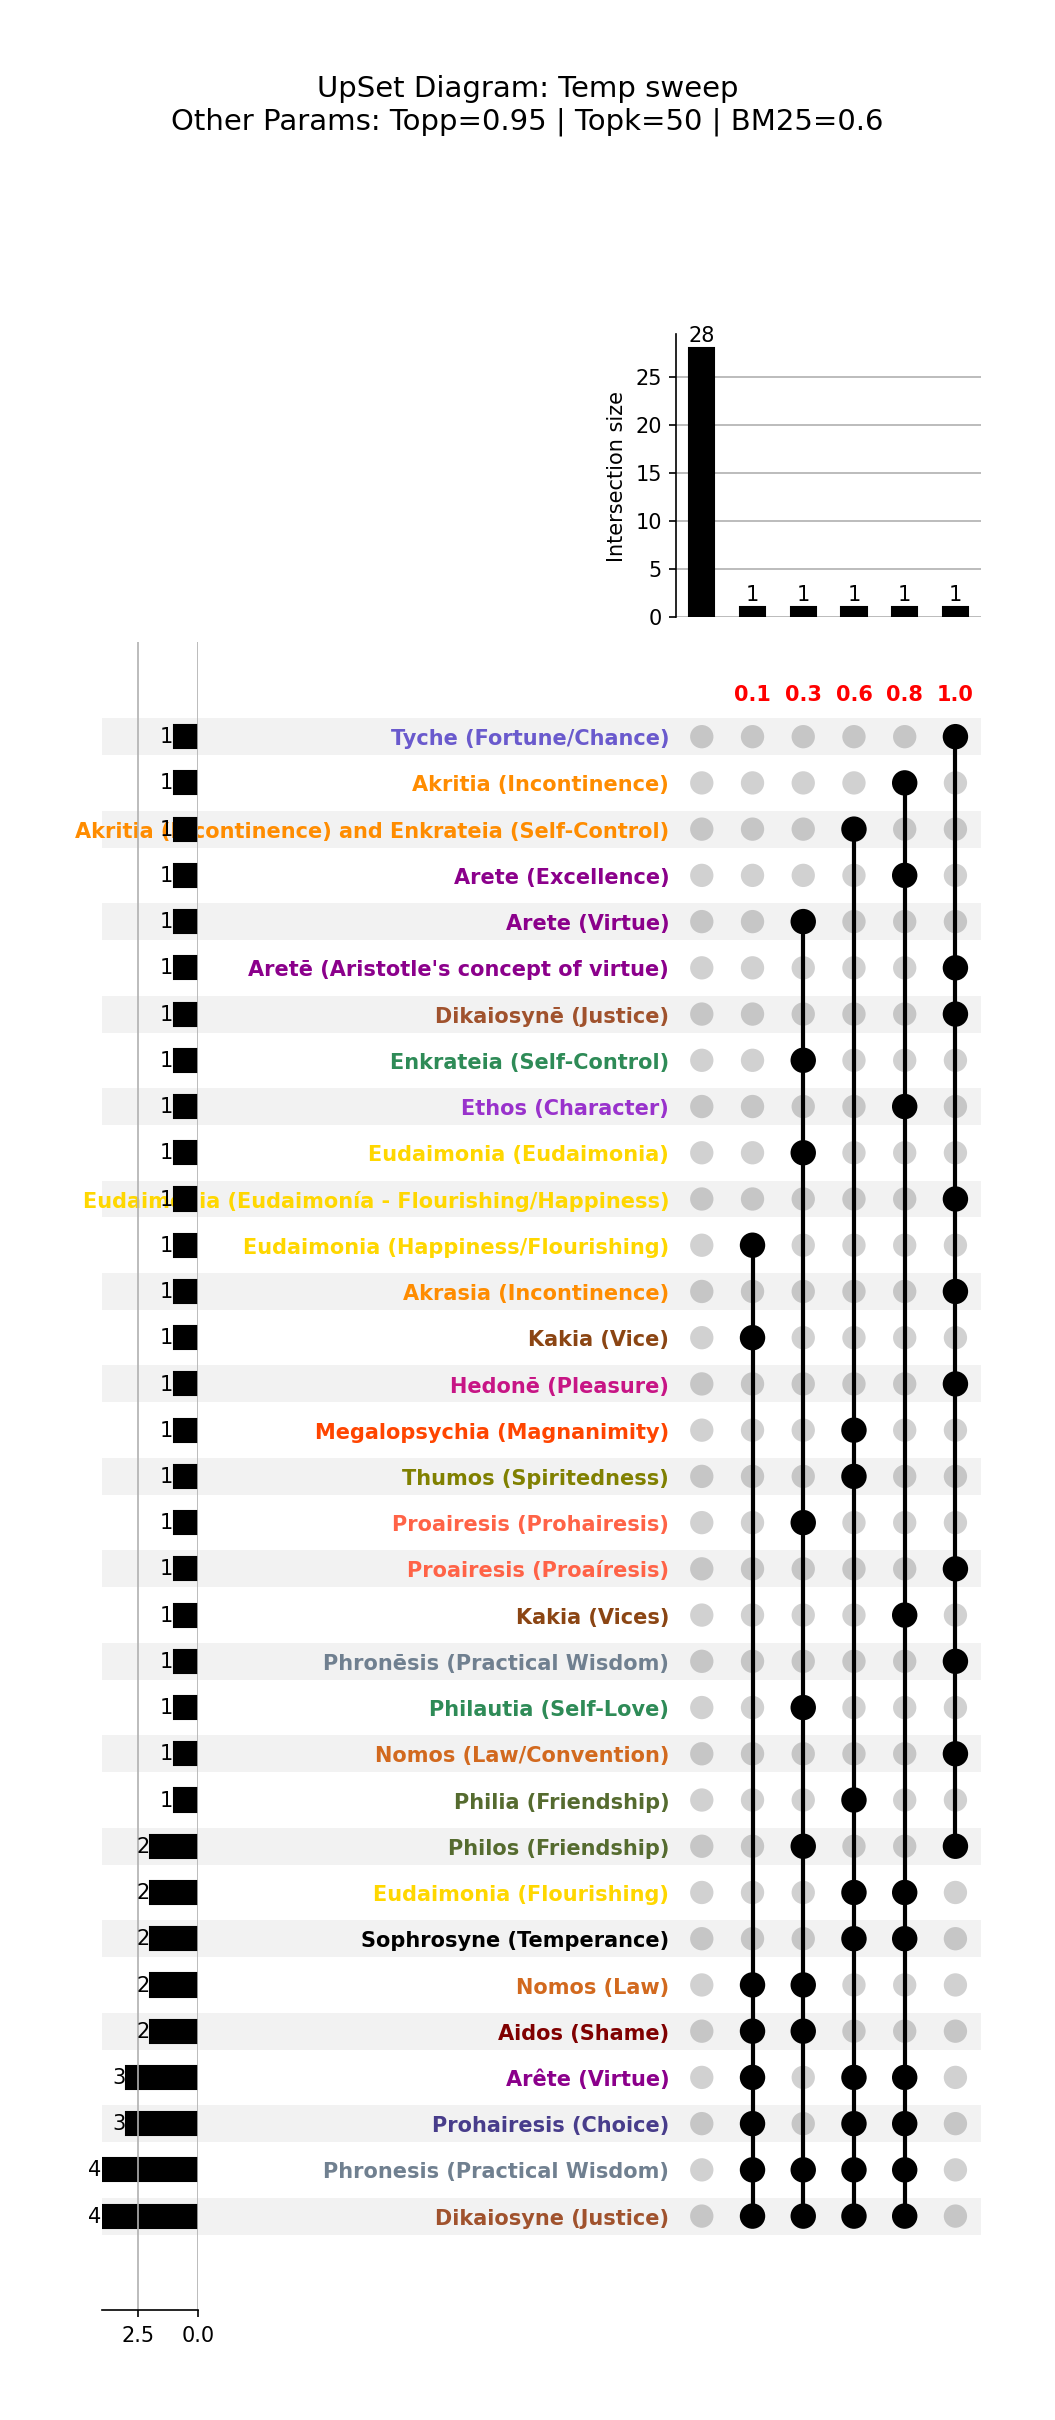 UpSet Diagram: Temp sweep
Other Params: Topp=0.95 | Topk=50 | BM25=0.6
28
25
20
15
10
5
0
Intersection size
1 1 1 1 1
0.1 0.3 0.6 0.8 1.0
1 Tyche (Fortune/Chance)
1 Akritia (Incontinence)
1 Akritia (Incontinence) and Enkrateia (Self-Control)
1 Arete (Excellence)
1 Arete (Virtue)
1 Aretē (Aristotle's concept of virtue)
1 Dikaiosynē (Justice)
1 Enkrateia (Self-Control)
1 Ethos (Character)
1 Eudaimonia (Eudaimonia)
1 Eudaimonia (Eudaimonía - Flourishing/Happiness)
1 Eudaimonia (Happiness/Flourishing)
1 Akrasia (Incontinence)
1 Kakia (Vice)
1 Hedonē (Pleasure)
1 Megalopsychia (Magnanimity)
1 Thumos (Spiritedness)
1 Proairesis (Prohairesis)
1 Proairesis (Proaíresis)
1 Kakia (Vices)
1 Phronēsis (Practical Wisdom)
1 Philautia (Self-Love)
1 Nomos (Law/Convention)
1 Philia (Friendship)
2 Philos (Friendship)
2 Eudaimonia (Flourishing)
2 Sophrosyne (Temperance)
2 Nomos (Law)
2 Aidos (Shame)
3 Arête (Virtue)
3 Prohairesis (Choice)
4 Phronesis (Practical Wisdom)
4 Dikaiosyne (Justice)
2.5 0.0